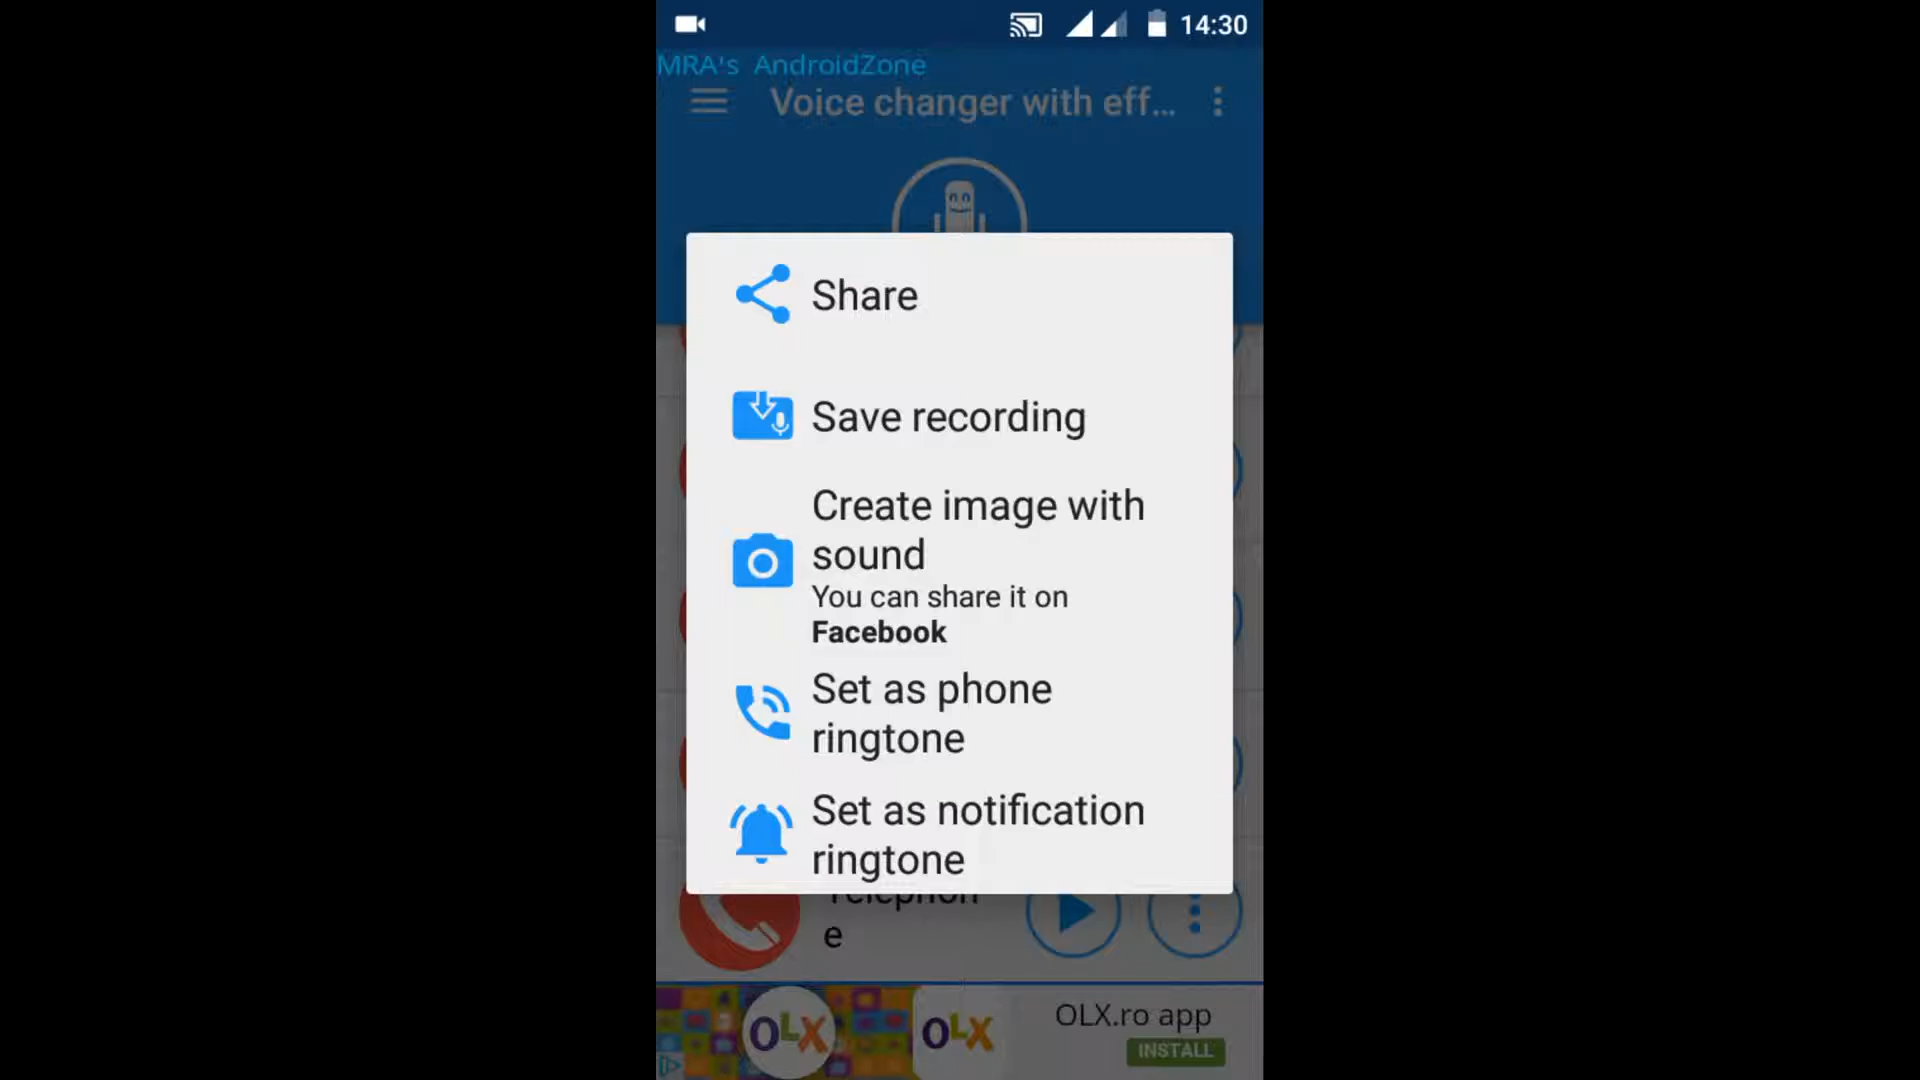 14:30
MRA's AndroidZone
Voice changer with eff...
Share
Save recording
Create image with
sound
You can share it on
Facebook
Set as phone
ringtone
Set as notification
ringtone
Telephon
e
OLX
OLX
OLX.ro app
INSTALL